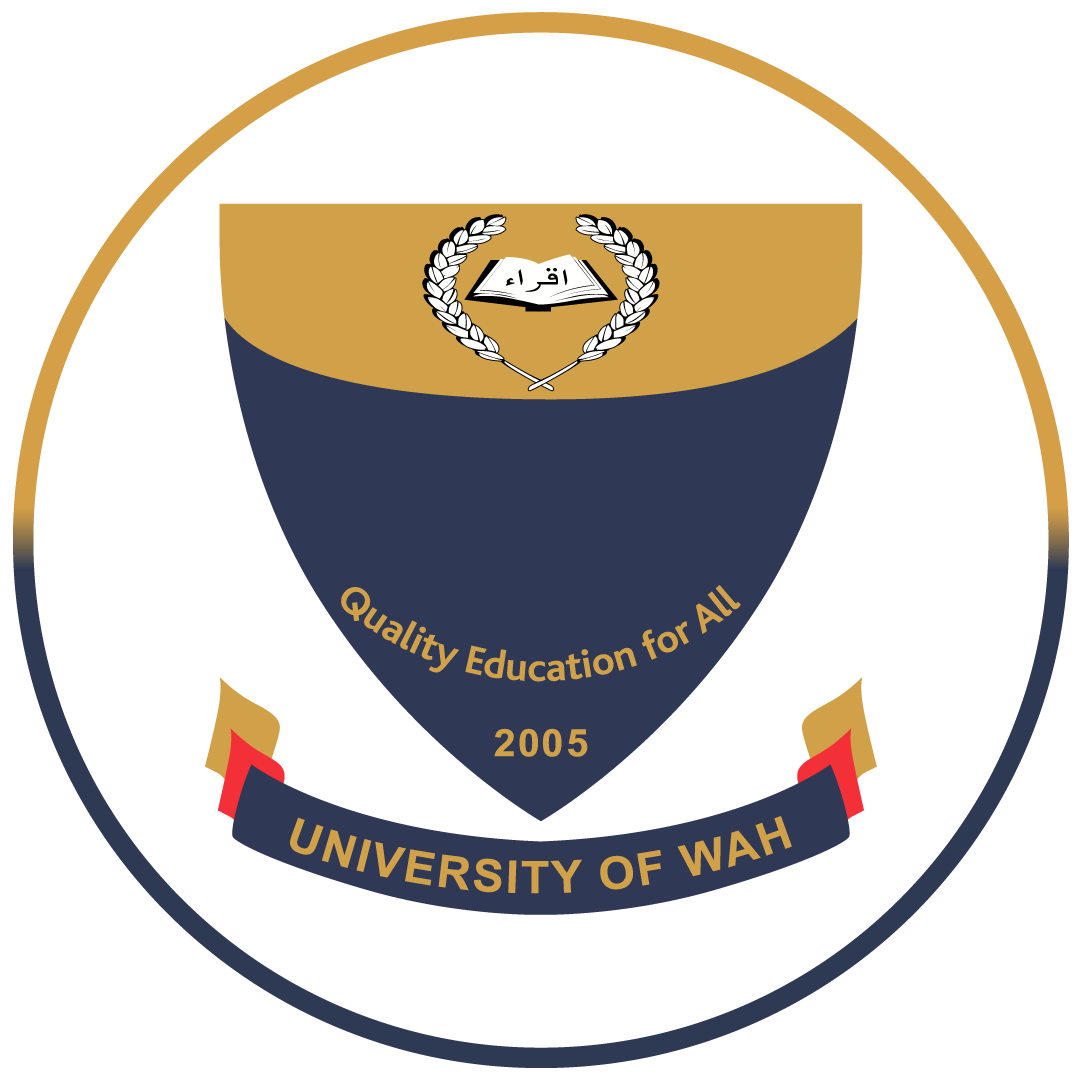 اقراء
Quality Education for All
2005
UNIVERSITY OF WAH